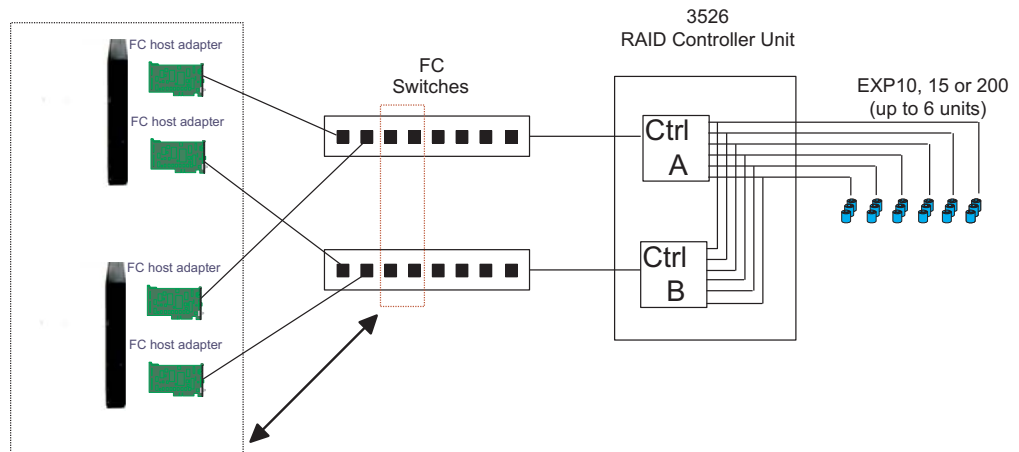 FC host adapter
FC host adapter
FC host adapter
FC host adapter
FC
Switches
3526
RAID Controller Unit
Ctrl
A
Ctrl
B
EXP10, 15 or 200
(up to 6 units)